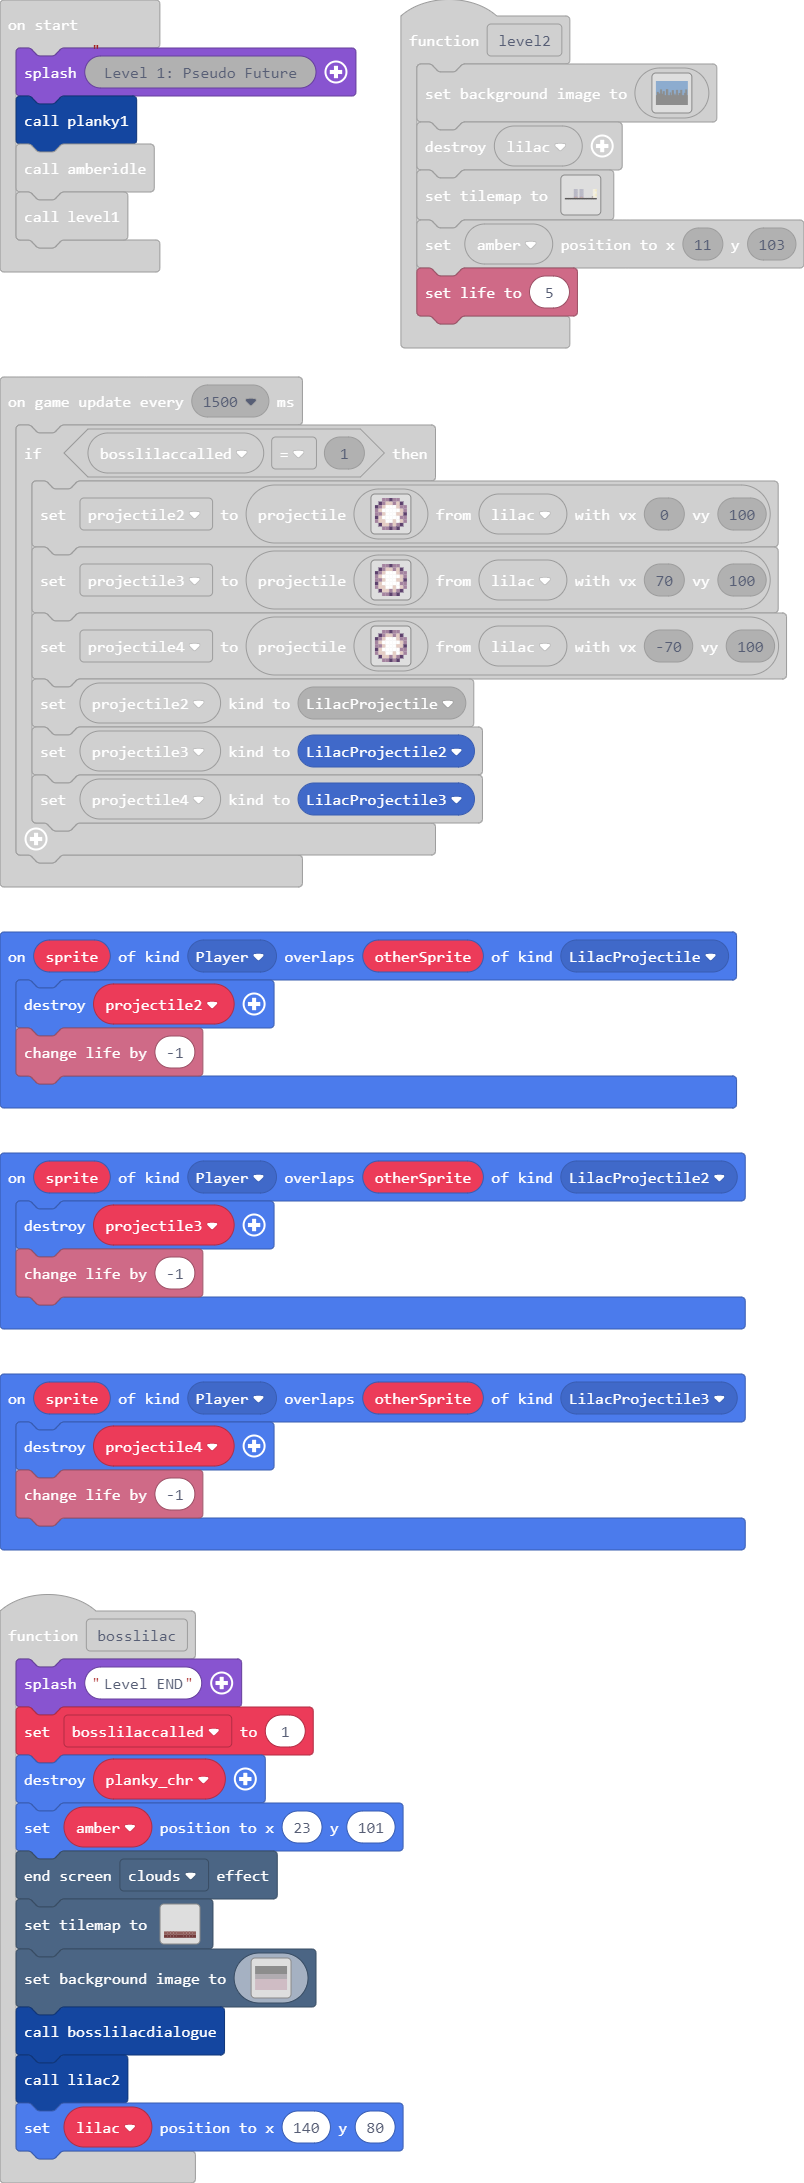 on start
splash Level 1: Pseudo Future "
call planky1
call amberidle
call level1
function level2
set background image to
destroy lilac
set tilemap to
set amber position to x 11 y 103
set life to 5
on game update every 1500 ms
if bosslilaccalled = 1 then
set projectile2 to projectile from lilac with vx 0 vy 100
set projectile3 to projectile from lilac with vx 70 vy 100
set projectile4 to projectile from lilac with vx -70 vy 100
set projectile2 kind to LilacProjectile
set projectile3 kind to LilacProjectile2
set projectile4 kind to LilacProjectile3
on sprite of kind Player overlaps otherSprite of kind LilacProjectile
destroy projectile2
change life by -1
on sprite of kind Player overlaps otherSprite of kind LilacProjectile2
destroy projectile3
change life by -1
on sprite of kind Player overlaps otherSprite of kind LilacProjectile3
destroy projectile4
change life by -1
function bosslilac
splash "Level END"
set bosslilaccalled to 1
destroy planky_chr
set amber position to x 23 y 101
end screen clouds effect
set tilemap to
set background image to
call bosslilacdialogue
call lilac2
set lilac position to x 140 y 80